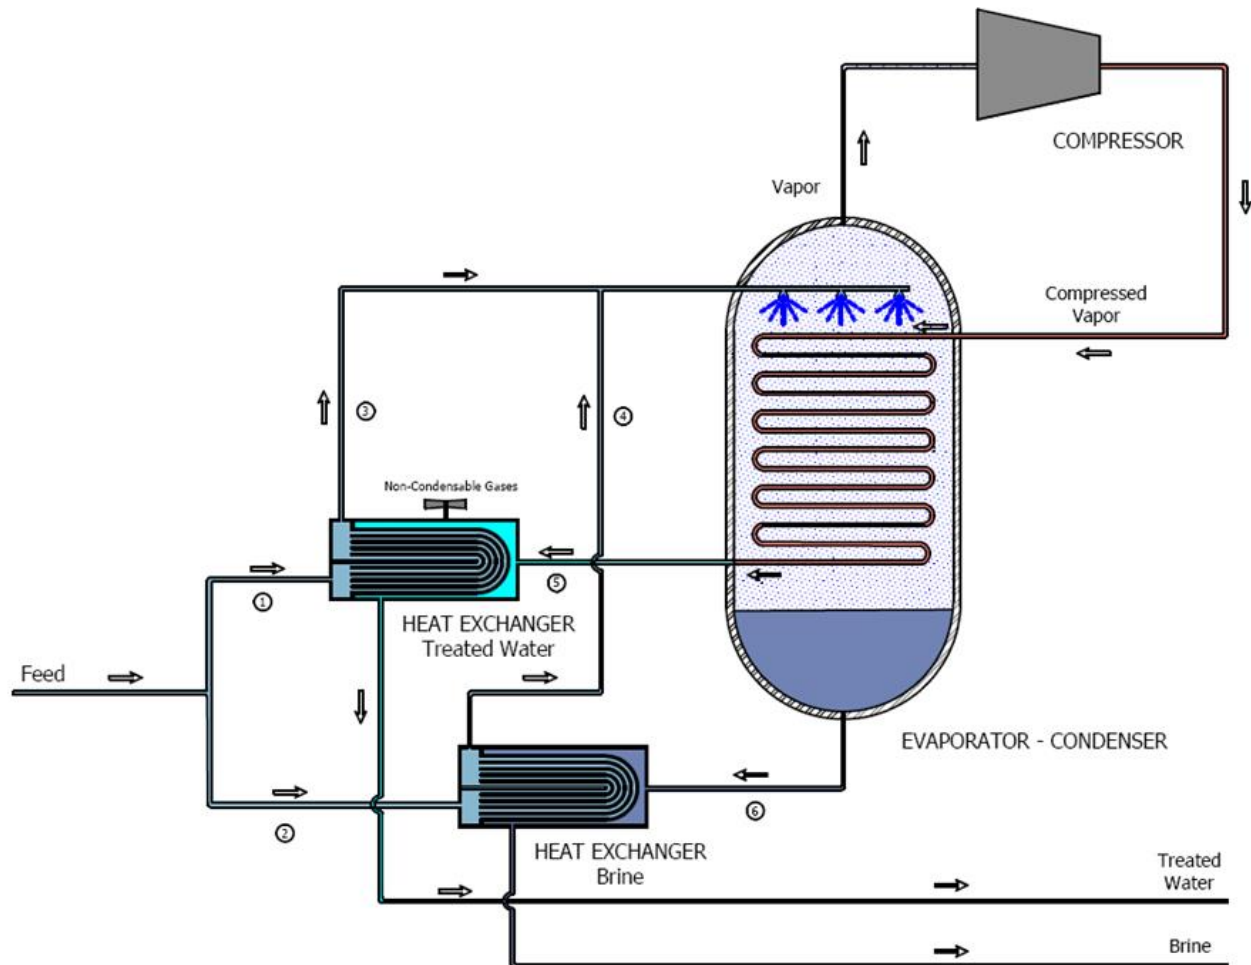 COMPRESSOR
Vapor
Compressed
Vapor
3
4
Non-Condensable Gases
1
5
HEAT EXCHANGER
Treated Water
Feed
EVAPORATOR - CONDENSER
2
6
HEAT EXCHANGER
Brine
Treated
Water
Brine